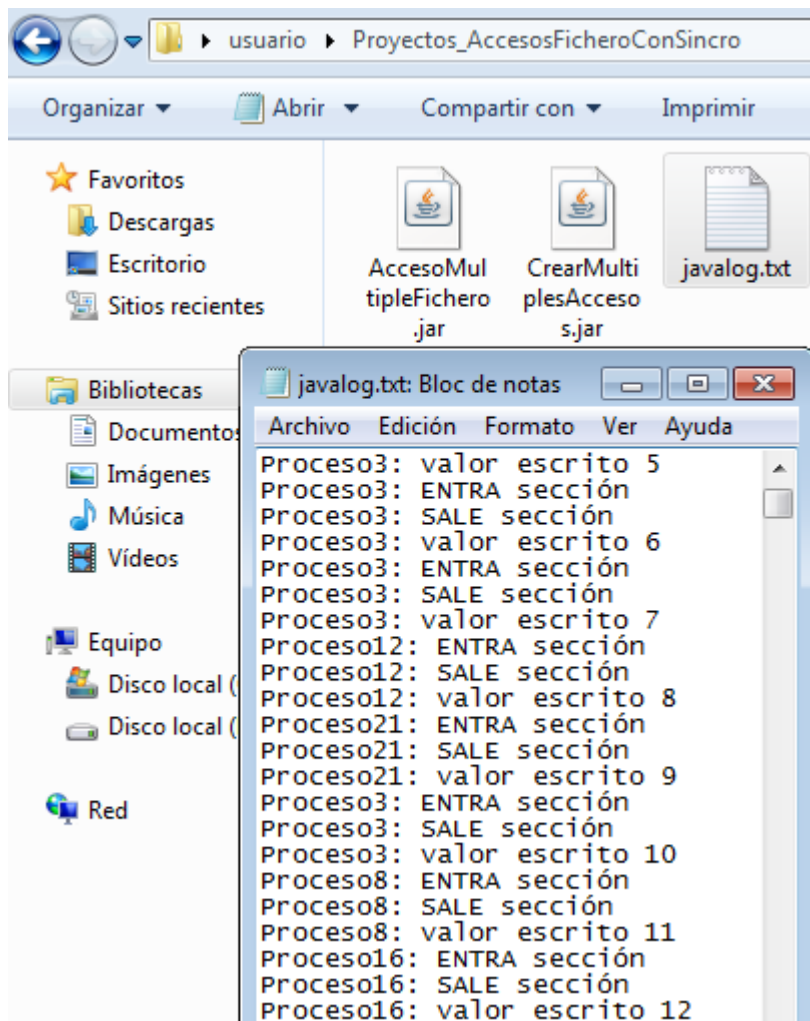 usuario Proyectos_AccesosFicheroConSincro
Organizar Abrir Compartir con Imprimir
Favoritos
Descargas
Escritorio
Sitios recientes
AccesoMul
tipleFichero
.jar
CrearMulti
plesAcceso
s.jar
javalog.txt
Bibliotecas
Documentos
Imágenes
Música
Vídeos
Equipo
Disco local (
Disco local (
Red
javalog.txt: Bloc de notas
Archivo Edición Formato Ver Ayuda
Proceso3: valor escrito 5
Proceso3: ENTRA sección
Proceso3: SALE sección
Proceso3: valor escrito 6
Proceso3: ENTRA sección
Proceso3: SALE sección
Proceso3: valor escrito 7
Proceso12: ENTRA sección
Proceso12: SALE sección
Proceso12: valor escrito 8
Proceso21: ENTRA sección
Proceso21: SALE sección
Proceso21: valor escrito 9
Proceso3: ENTRA sección
Proceso3: SALE sección
Proceso3: valor escrito 10
Proceso8: ENTRA sección
Proceso8: SALE sección
Proceso8: valor escrito 11
Proceso16: ENTRA sección
Proceso16: SALE sección
Proceso16: valor escrito 12